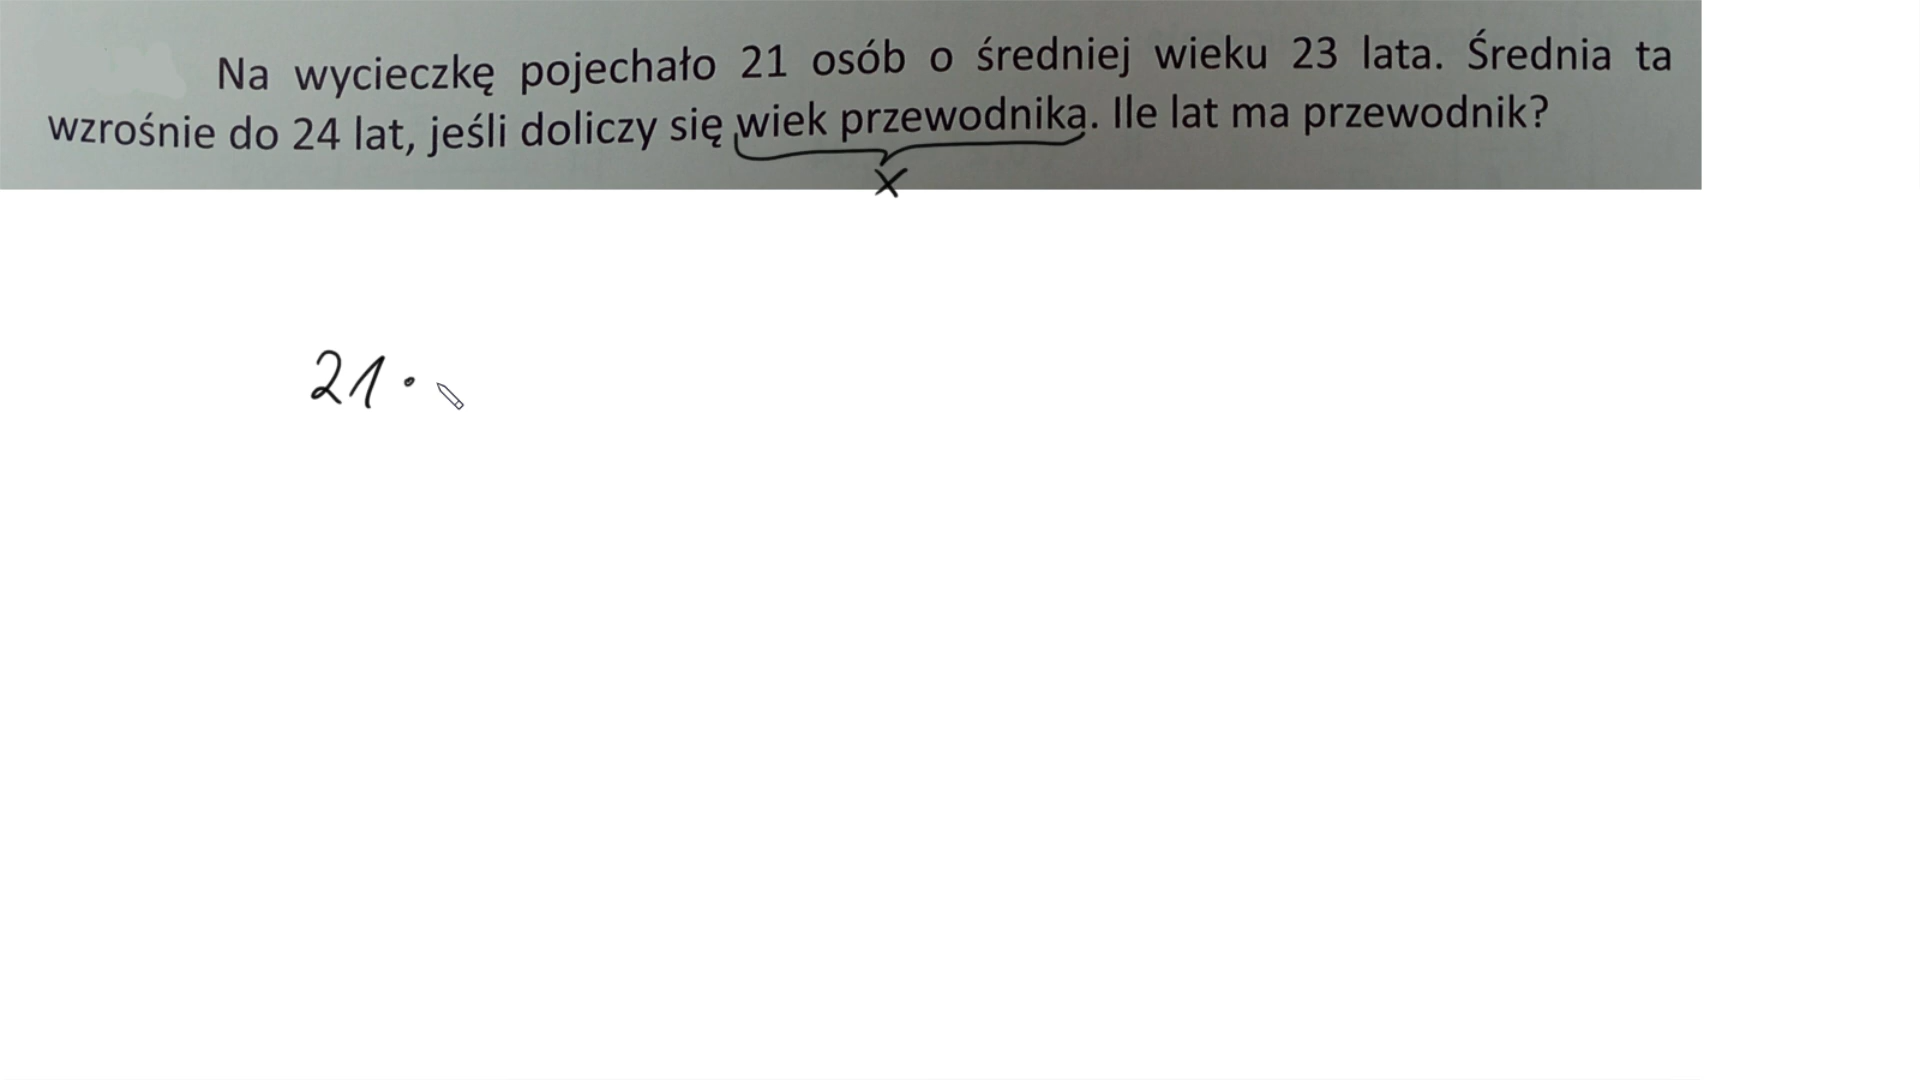 Na wycieczkę pojechało 21 osób o średniej wieku 23 lata. Średnia ta
wzrośnie do 24 lat, jeśli doliczy się wiek przewodnika. Ile lat ma przewodnik?
x
21 ·